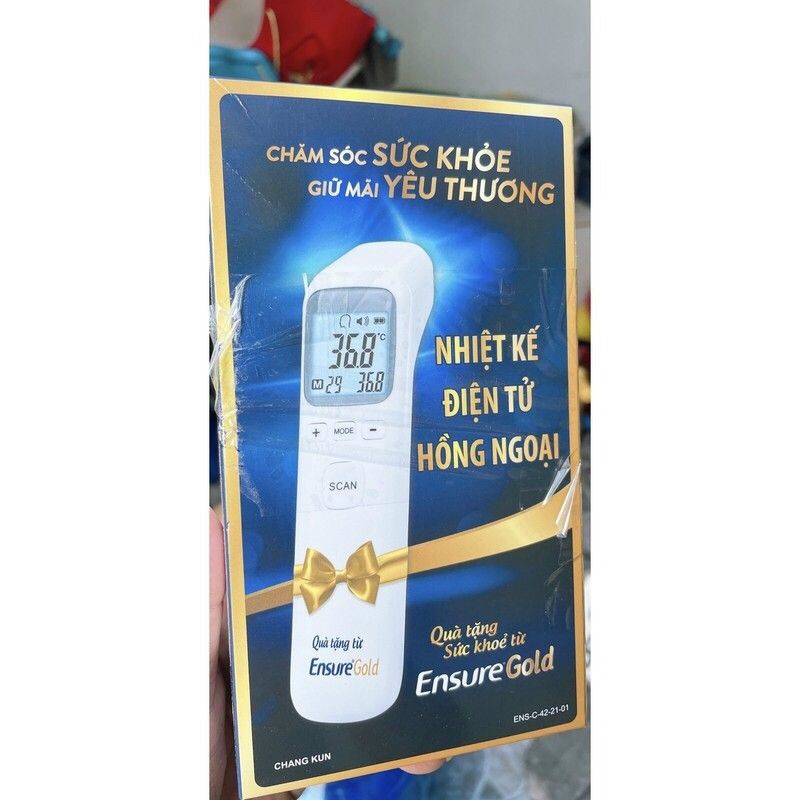 CHĂM SÓC SỨC KHỎE
GIỮ MÃI YÊU THƯƠNG
36.8°C
M 29 36.8
+ MODE -
SCAN
NHIỆT KẾ
ĐIỆN TỬ
HỒNG NGOẠI
Quà tặng từ
Ensure Gold
Quà tặng
Sức khoẻ từ
Ensure Gold
ENS-C-42-21-01
CHANG KUN